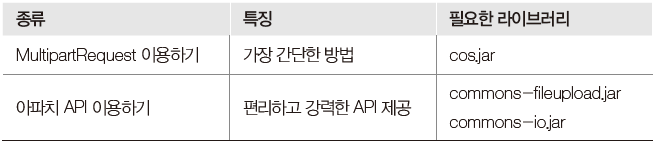 종류 특징 필요한 라이브러리
MultipartRequest 이용하기 가장 간단한 방법 cos.jar
아파치 API 이용하기 편리하고 강력한 API 제공 commons-fileupload.jar
commons-io.jar